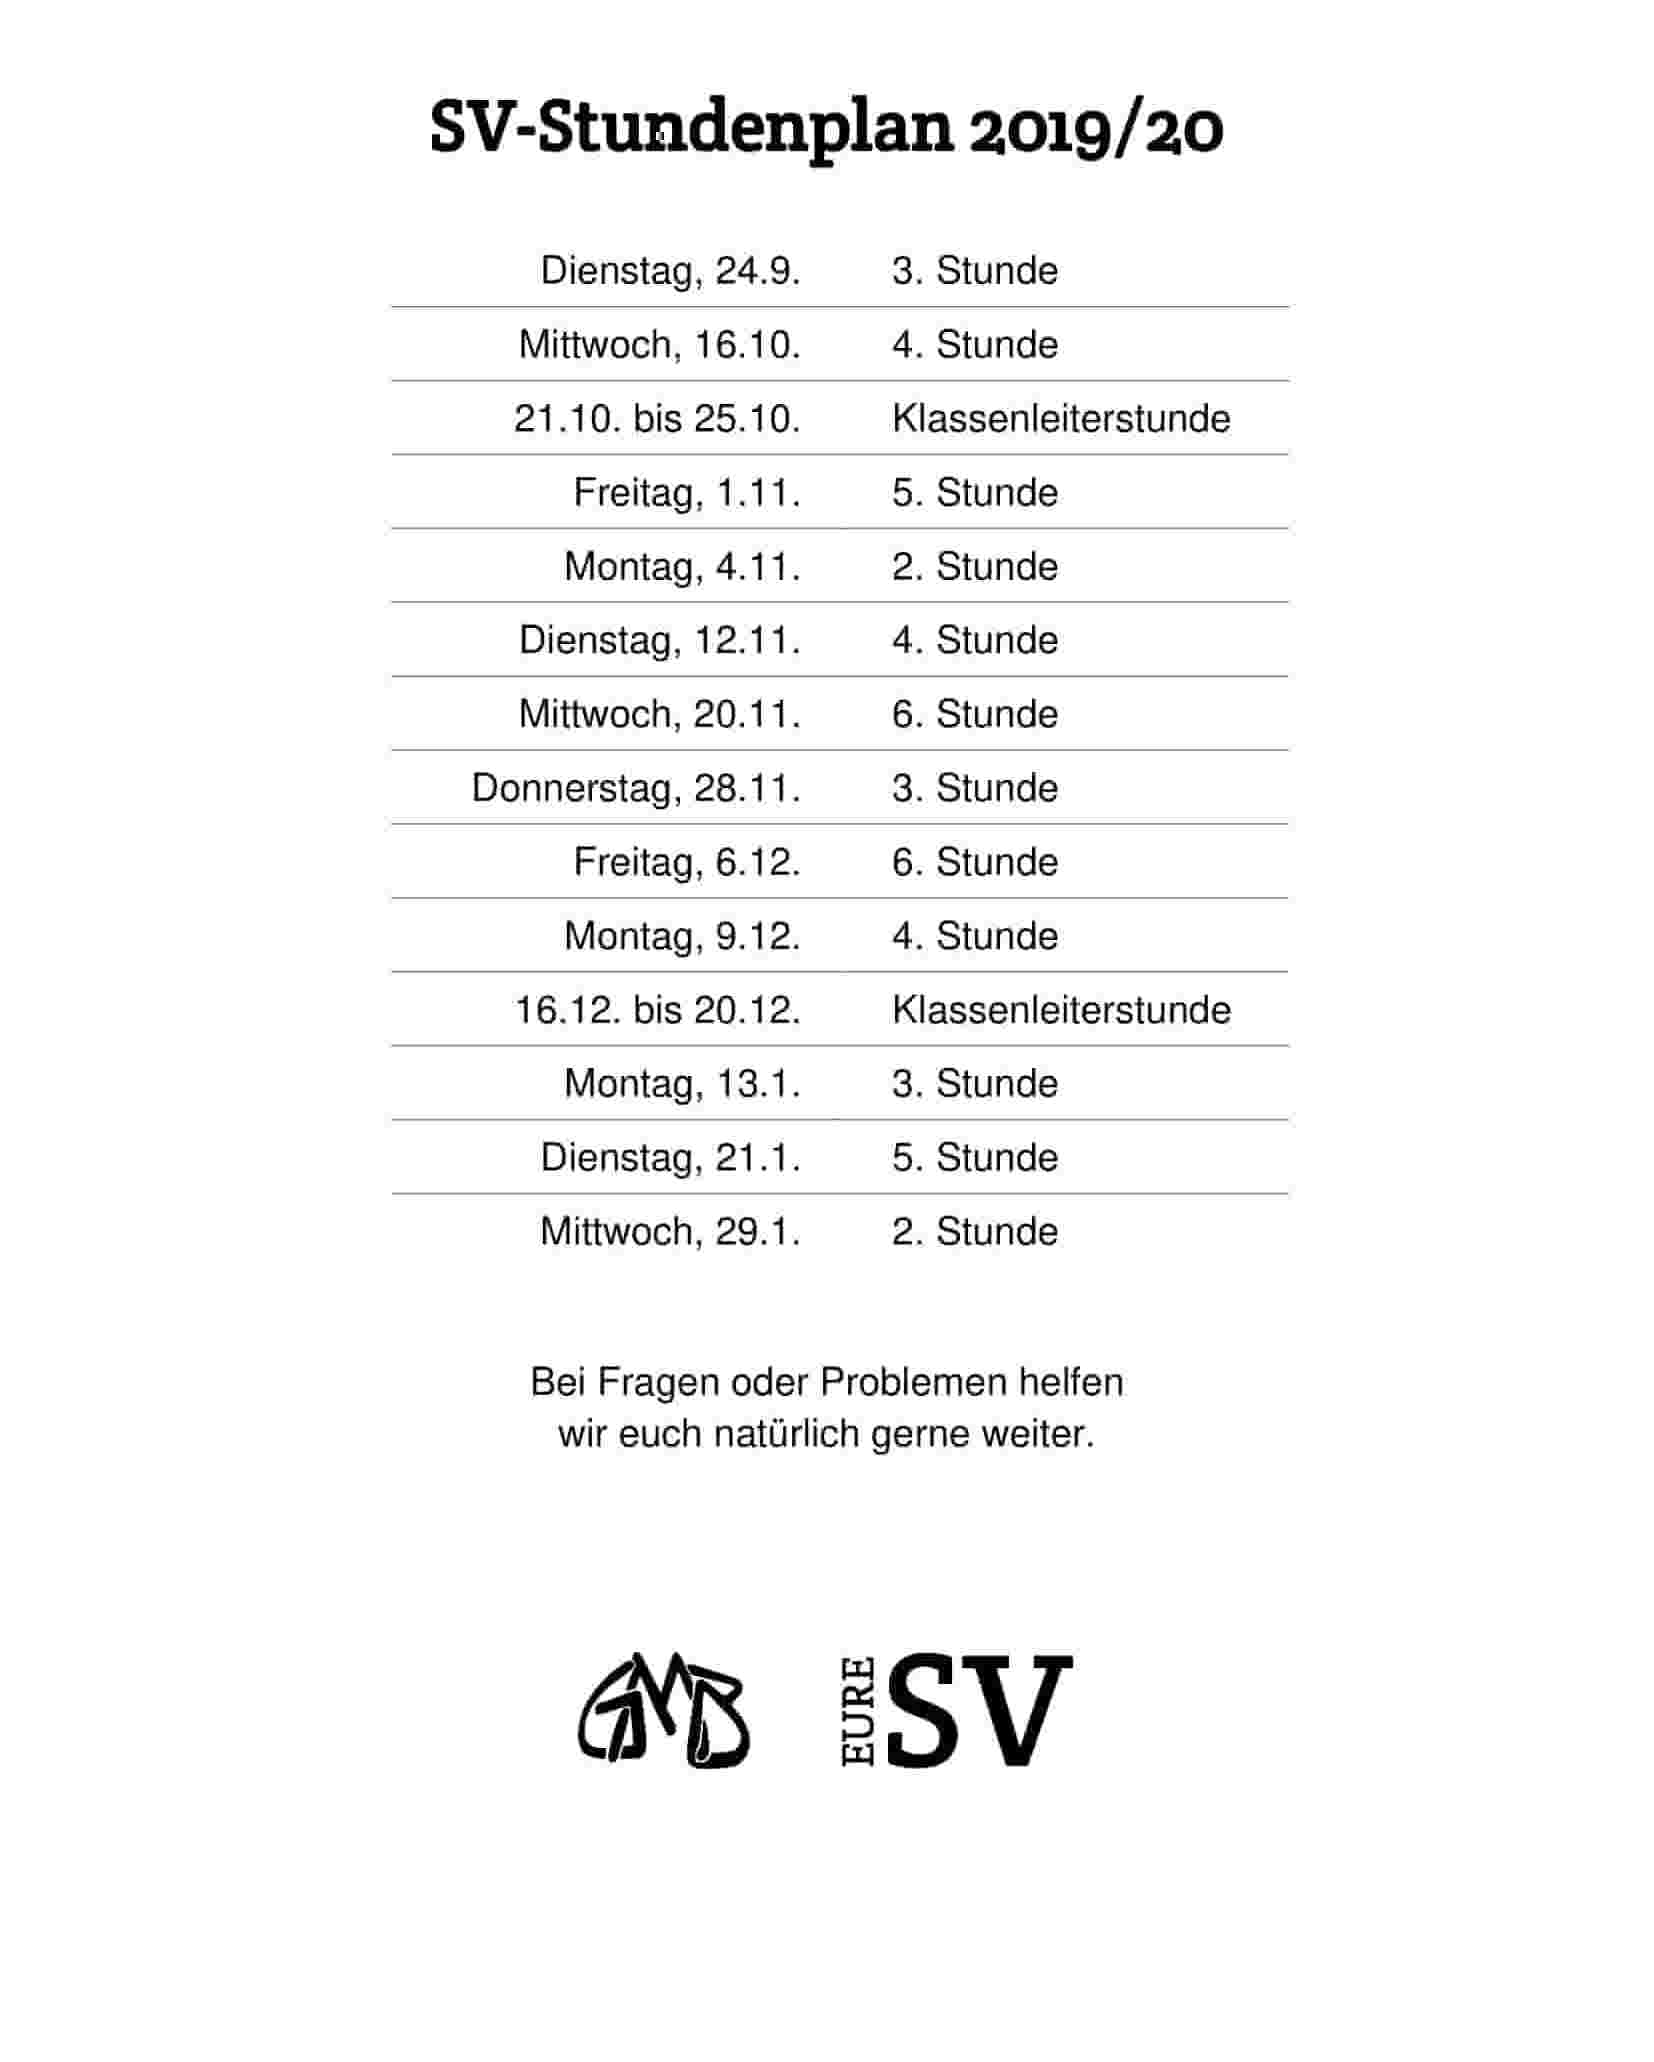 SV-Stundenplan 2019/20
Dienstag, 24.9. 3. Stunde
Mittwoch, 16.10. 4. Stunde
21.10. bis 25.10. Klassenleiterstunde
Freitag, 1.11. 5. Stunde
Montag, 4.11. 2. Stunde
Dienstag, 12.11. 4. Stunde
Mittwoch, 20.11. 6. Stunde
Donnerstag, 28.11. 3. Stunde
Freitag, 6.12. 6. Stunde
Montag, 9.12. 4. Stunde
16.12. bis 20.12. Klassenleiterstunde
Montag, 13.1. 3. Stunde
Dienstag, 21.1. 5. Stunde
Mittwoch, 29.1. 2. Stunde
Bei Fragen oder Problemen helfen
wir euch natürlich gerne weiter.
GMB
EURE SV